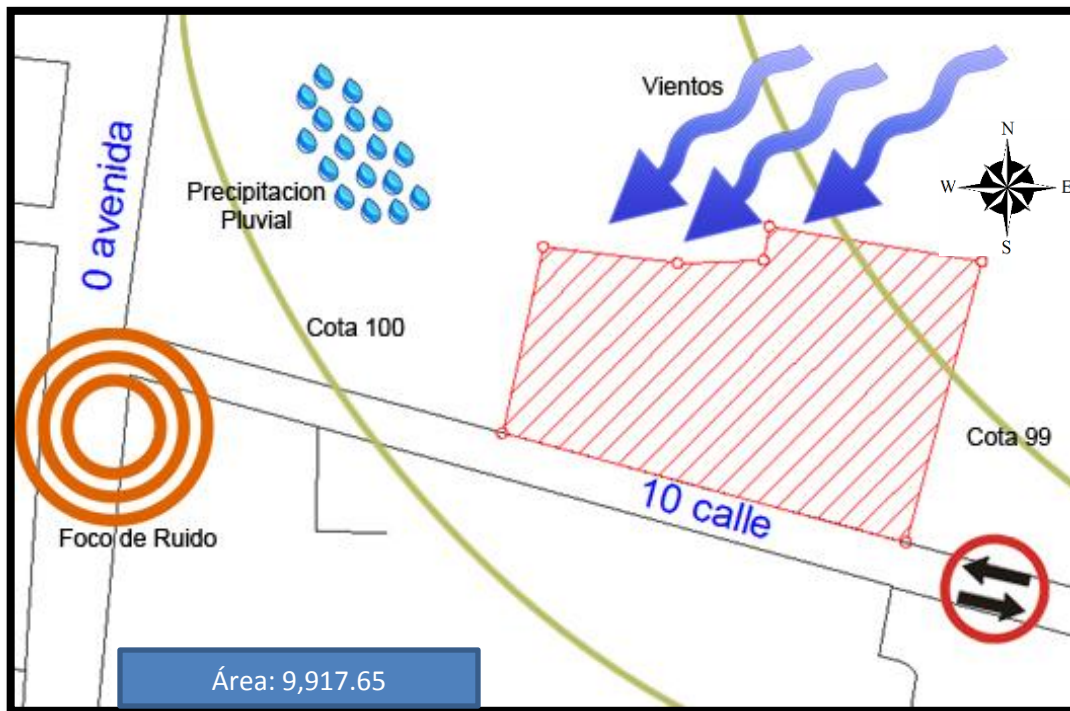 Vientos
N
W
E
S
0 avenida
Precipitacion
Pluvial
Cota 100
Cota 99
10 calle
Foco de Ruido
Área: 9,917.65